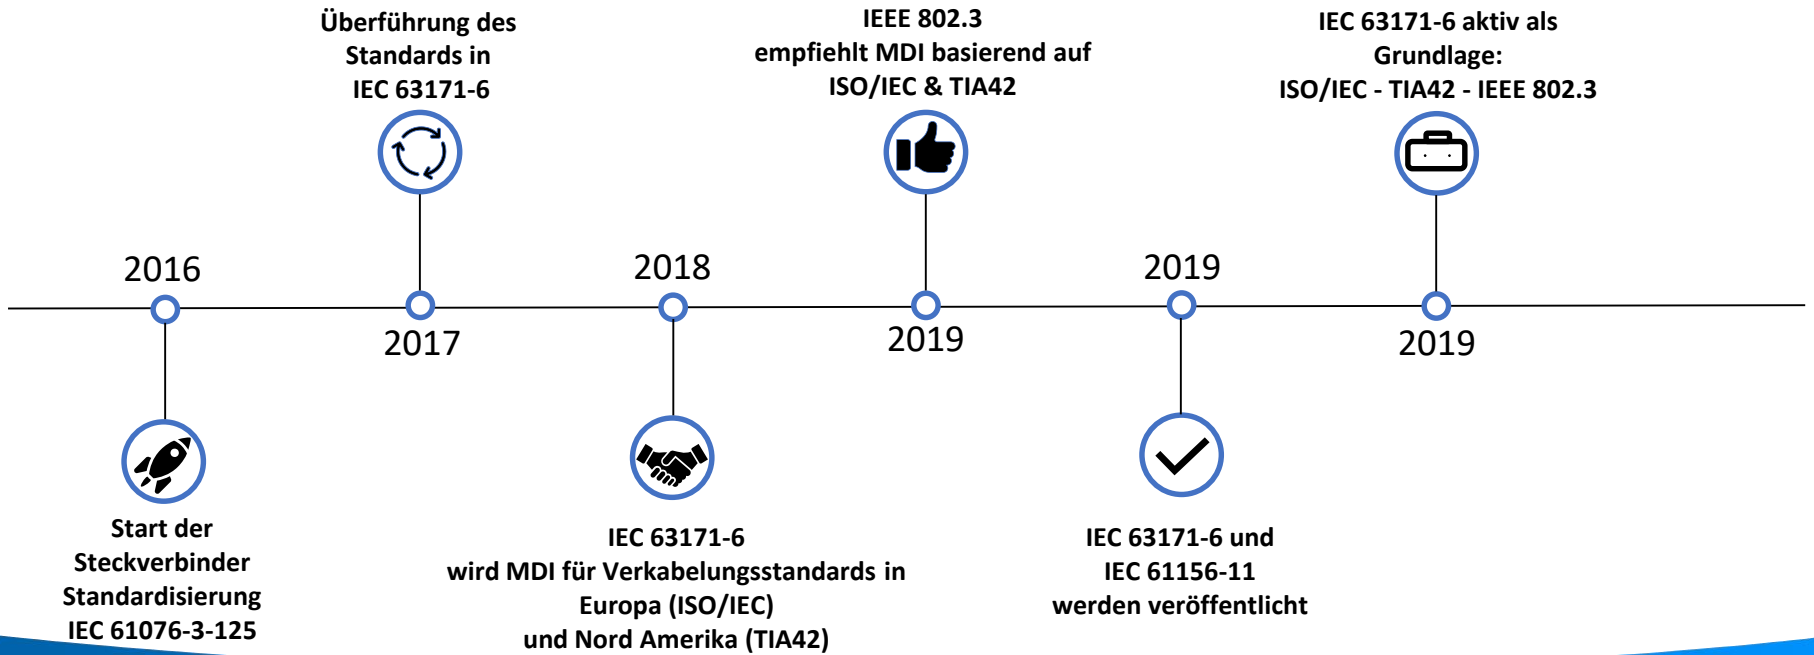 Überführung des
Standards in
IEC 63171-6
IEEE 802.3
empfiehlt MDI basierend auf
ISO/IEC & TIA42
IEC 63171-6 aktiv als
Grundlage:
ISO/IEC - TIA42 - IEEE 802.3
2016
2017
2018
2019
2019
2019
Start der
Steckverbinder
Standardisierung
IEC 61076-3-125
IEC 63171-6
wird MDI für Verkabelungsstandards in
Europa (ISO/IEC)
und Nord Amerika (TIA42)
IEC 63171-6 und
IEC 61156-11
werden veröffentlicht